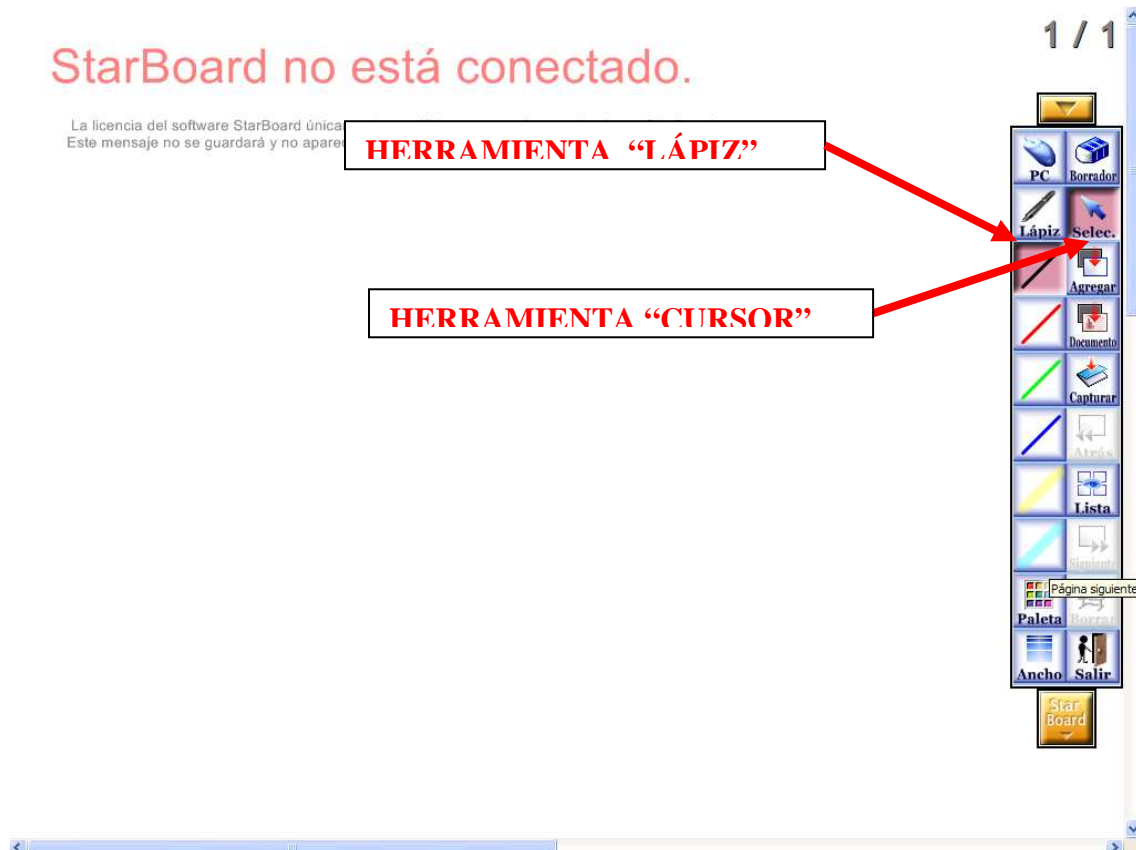 1 / 1
StarBoard no está conectado.
La licencia del software StarBoard única
Este mensaje no se guardará y no apare
HERRAMIENTA “LÁPIZ”
HERRAMIENTA “CURSOR”
PC Borrador
Lápiz Selec.
Agregar
Documento
Capturar
Atrás
Lista
Siguiente
Página siguiente
Paleta Borrar
Ancho Salir
Star
Board